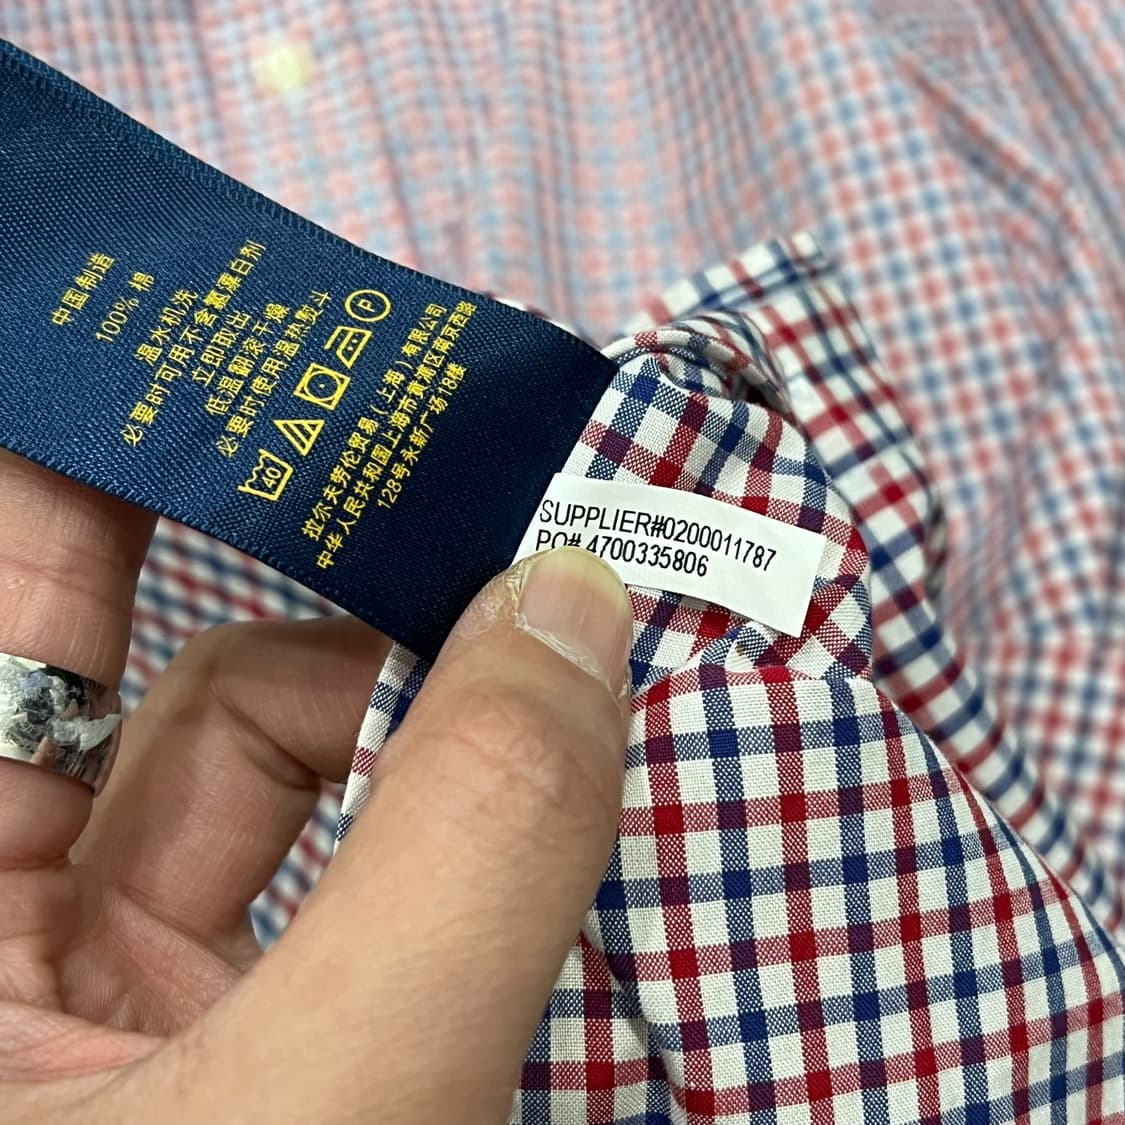 中国制造
100% 棉
温水机洗
必要时可用不含氯漂白剂
立即取出
低温翻滚干燥
必要时使用温热熨斗
40
P
拉尔夫劳伦贸易(上海)有限公司
中华人民共和国上海市黄浦区南京西路
128号永新广场18楼
SUPPLIER#0200011787
PO# 4700335806